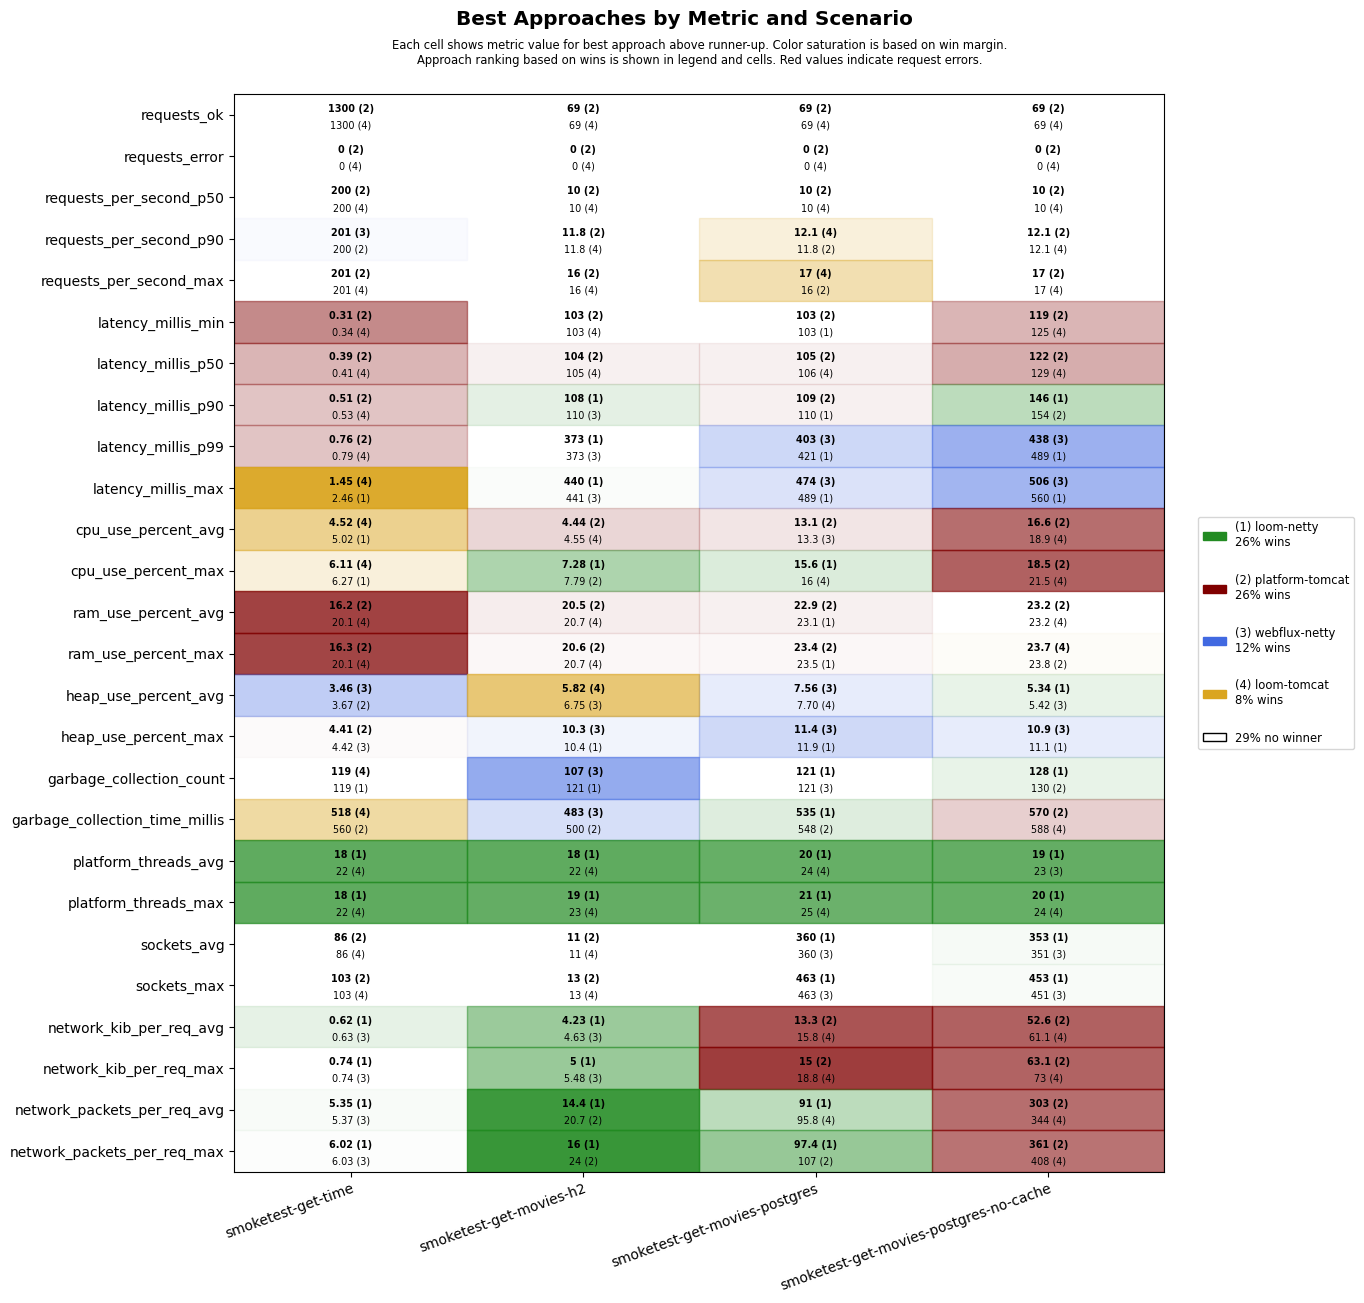 Best Approaches by Metric and Scenario
Each cell shows metric value for best approach above runner-up. Color saturation is based on win margin.
Approach ranking based on wins is shown in legend and cells. Red values indicate request errors.
requests_ok
1300 (2) 69 (2) 69 (2) 69 (2)
1300 (4) 69 (4) 69 (4) 69 (4)
requests_error
0 (2) 0 (2) 0 (2) 0 (2)
0 (4) 0 (4) 0 (4) 0 (4)
requests_per_second_p50
200 (2) 10 (2) 10 (2) 10 (2)
200 (4) 10 (4) 10 (4) 10 (4)
requests_per_second_p90
201 (3) 11.8 (2) 12.1 (4) 12.1 (2)
200 (2) 11.8 (4) 11.8 (2) 12.1 (4)
requests_per_second_max
201 (2) 16 (2) 17 (4) 17 (2)
201 (4) 16 (4) 16 (2) 17 (4)
latency_millis_min
0.31 (2) 103 (2) 103 (2) 119 (2)
0.34 (4) 103 (4) 103 (1) 125 (4)
latency_millis_p50
0.39 (2) 104 (2) 105 (2) 122 (2)
0.41 (4) 105 (4) 106 (4) 129 (4)
latency_millis_p90
0.51 (2) 108 (1) 109 (2) 146 (1)
0.53 (4) 110 (3) 110 (1) 154 (2)
latency_millis_p99
0.76 (2) 373 (1) 403 (3) 438 (3)
0.79 (4) 373 (3) 421 (1) 489 (1)
latency_millis_max
1.45 (4) 440 (1) 474 (3) 506 (3)
2.46 (1) 441 (3) 489 (1) 560 (1)
cpu_use_percent_avg
4.52 (4) 4.44 (2) 13.1 (2) 16.6 (2)
5.02 (1) 4.55 (4) 13.3 (3) 18.9 (4)
cpu_use_percent_max
6.11 (4) 7.28 (1) 15.6 (1) 18.5 (2)
6.27 (1) 7.79 (2) 16 (4) 21.5 (4)
ram_use_percent_avg
16.2 (2) 20.5 (2) 22.9 (2) 23.2 (2)
20.1 (4) 20.7 (4) 23.1 (1) 23.2 (4)
ram_use_percent_max
16.3 (2) 20.6 (2) 23.4 (2) 23.7 (4)
20.1 (4) 20.7 (4) 23.5 (1) 23.8 (2)
heap_use_percent_avg
3.46 (3) 5.82 (4) 7.56 (3) 5.34 (1)
3.67 (2) 6.75 (3) 7.70 (4) 5.42 (3)
heap_use_percent_max
4.41 (2) 10.3 (3) 11.4 (3) 10.9 (3)
4.42 (3) 10.4 (1) 11.9 (1) 11.1 (1)
garbage_collection_count
119 (4) 107 (3) 121 (1) 128 (1)
119 (1) 121 (1) 121 (3) 130 (2)
garbage_collection_time_millis
518 (4) 483 (3) 535 (1) 570 (2)
560 (2) 500 (2) 548 (2) 588 (4)
platform_threads_avg
18 (1) 18 (1) 20 (1) 19 (1)
22 (4) 22 (4) 24 (4) 23 (3)
platform_threads_max
18 (1) 19 (1) 21 (1) 20 (1)
22 (4) 23 (4) 25 (4) 24 (4)
sockets_avg
86 (2) 11 (2) 360 (1) 353 (1)
86 (4) 11 (4) 360 (3) 351 (3)
sockets_max
103 (2) 13 (2) 463 (1) 453 (1)
103 (4) 13 (4) 463 (3) 451 (3)
network_kib_per_req_avg
0.62 (1) 4.23 (1) 13.3 (2) 52.6 (2)
0.63 (3) 4.63 (3) 15.8 (4) 61.1 (4)
network_kib_per_req_max
0.74 (1) 5 (1) 15 (2) 63.1 (2)
0.74 (3) 5.48 (3) 18.8 (4) 73 (4)
network_packets_per_req_avg
5.35 (1) 14.4 (1) 91 (1) 303 (2)
5.37 (3) 20.7 (2) 95.8 (4) 344 (4)
network_packets_per_req_max
6.02 (1) 16 (1) 97.4 (1) 361 (2)
6.03 (3) 24 (2) 107 (2) 408 (4)
smoketest-get-time
smoketest-get-movies-h2
smoketest-get-movies-postgres
smoketest-get-movies-postgres-no-cache
(1) loom-netty
26% wins
(2) platform-tomcat
26% wins
(3) webflux-netty
12% wins
(4) loom-tomcat
8% wins
29% no winner